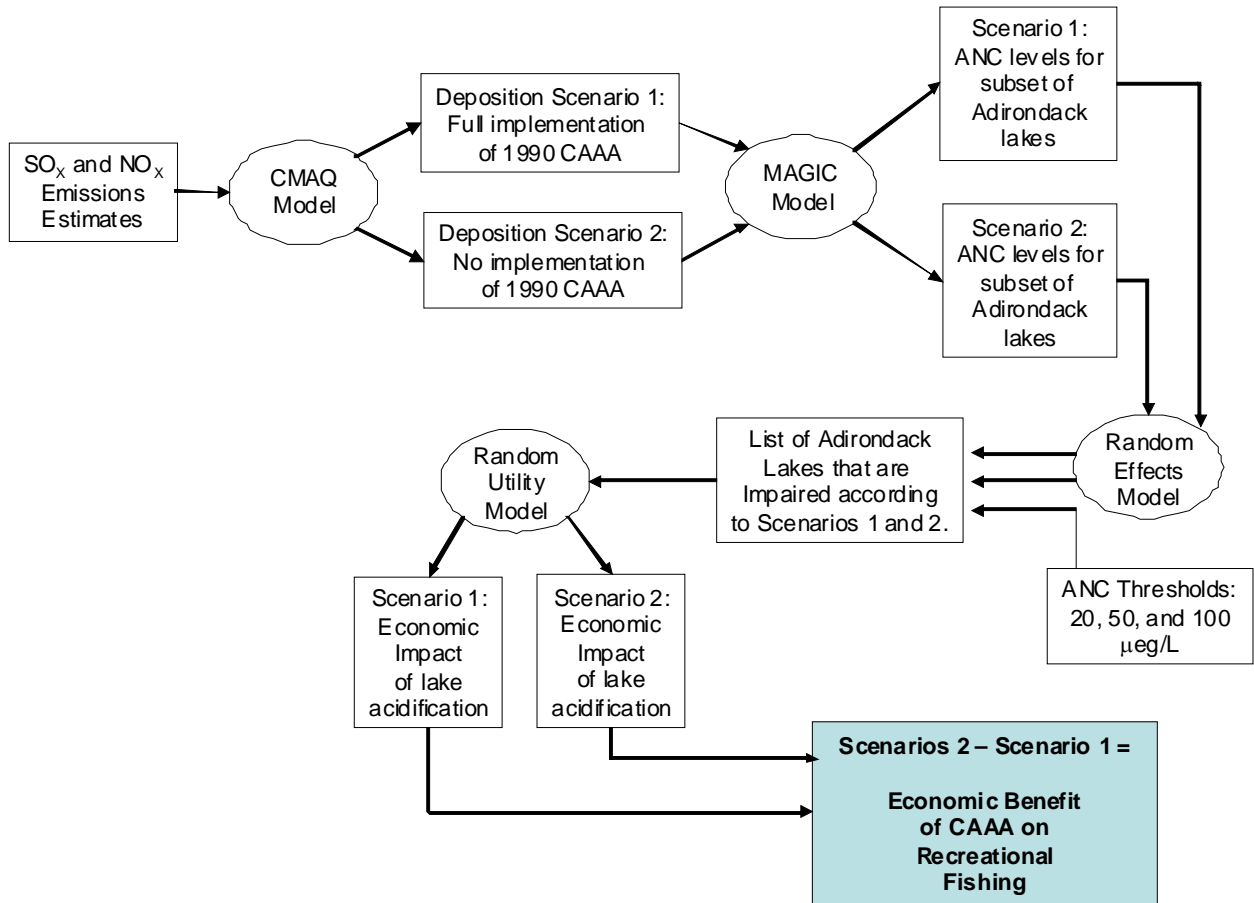 SOX and NOX
Emissions
Estimates
CMAQ
Model
Deposition Scenario 1:
Full implementation
of 1990 CAAA
Deposition Scenario 2:
No implementation
of 1990 CAAA
MAGIC
Model
Scenario 1:
ANC levels for
subset of
Adirondack
lakes
Scenario 2:
ANC levels for
subset of
Adirondack
lakes
Random
Effects
Model
ANC Thresholds:
20, 50, and 100
µeg/L
List of Adirondack
Lakes that are
Impaired according
to Scenarios 1 and 2.
Random
Utility
Model
Scenario 1:
Economic
Impact
of lake
acidification
Scenario 2:
Economic
Impact
of lake
acidification
Scenarios 2 – Scenario 1 =
Economic Benefit
of CAAA on
Recreational
Fishing